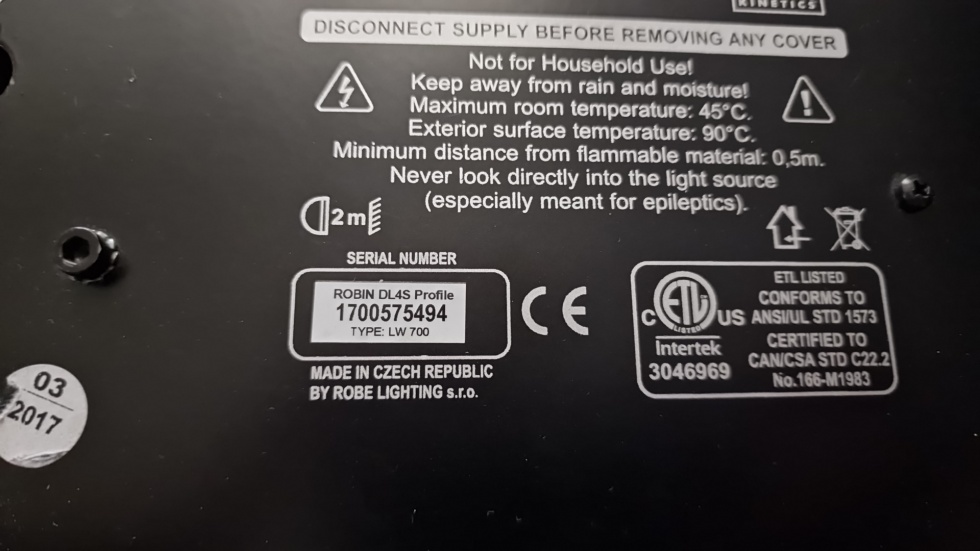 KINETICS
DISCONNECT SUPPLY BEFORE REMOVING ANY COVER
Not for Household Use!
Keep away from rain and moisture!
Maximum room temperature: 45°C.
Exterior surface temperature: 90°C.
Minimum distance from flammable material: 0,5m.
Never look directly into the light source
(especially meant for epileptics).
2m
SERIAL NUMBER
ROBIN DL4S Profile
1700575494
TYPE: LW 700
MADE IN CZECH REPUBLIC
BY ROBE LIGHTING s.r.o.
CE
ETL
LISTED
C US
Intertek
3046969
ETL LISTED
CONFORMS TO
ANSI/UL STD 1573
CERTIFIED TO
CAN/CSA STD C22.2
No.166-M1983
03
2017